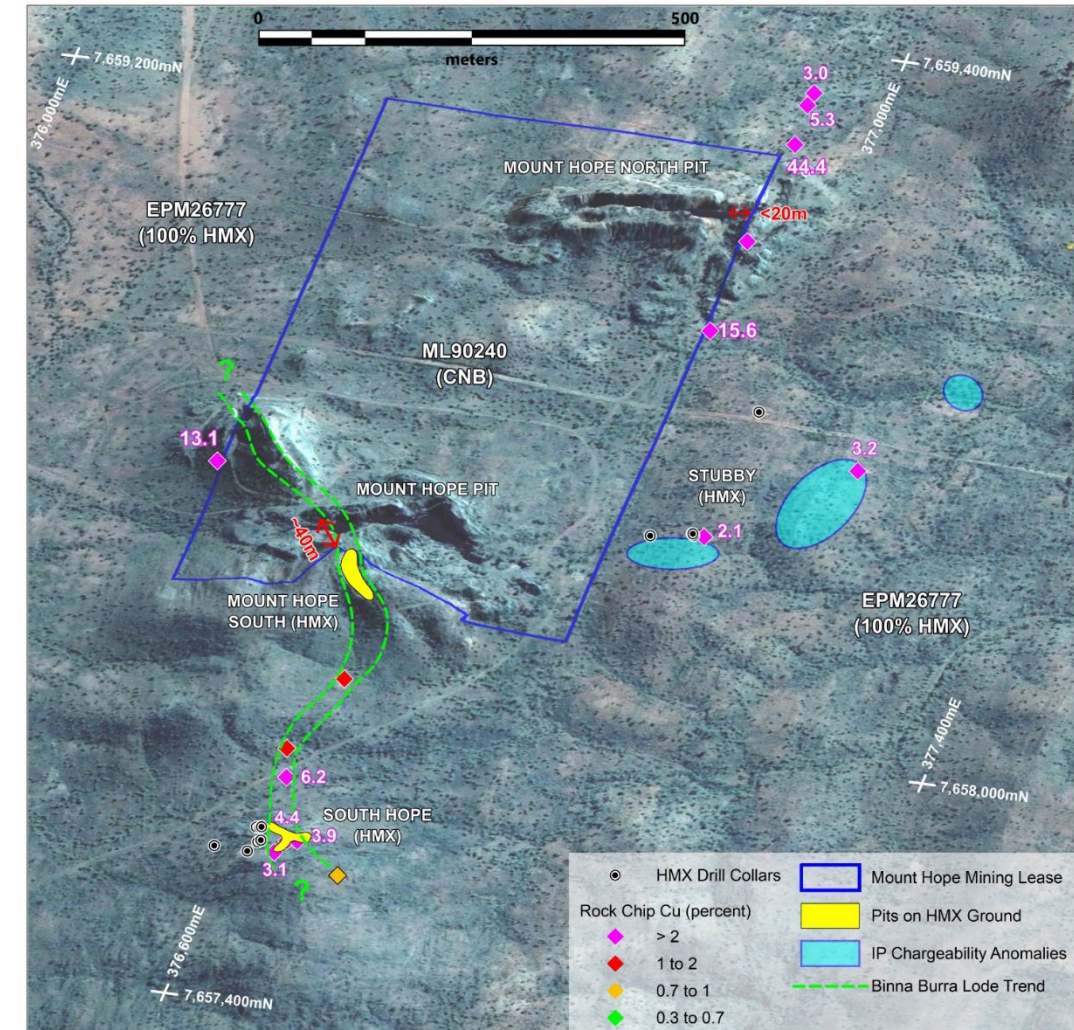 0
500
meters
7,659,200mN
376,000mE
7,659,400mN
377,000mE
3.0
5.3
44.4
MOUNT HOPE NORTH PIT
<20m
EPM26777
(100% HMX)
15.6
ML90240
(CNB)
?
13.1
3.2
MOUNT HOPE PIT
STUBBY
(HMX)
~40m
2.1
MOUNT HOPE
SOUTH (HMX)
EPM26777
(100% HMX)
377,400mE
7,658,000mN
6.2
4.4
SOUTH HOPE
(HMX)
3.9
3.1
?
376,600mE
7,657,400mN
HMX Drill Collars
Rock Chip Cu (percent)
> 2
1 to 2
0.7 to 1
0.3 to 0.7
Mount Hope Mining Lease
Pits on HMX Ground
IP Chargeability Anomalies
Binna Burra Lode Trend